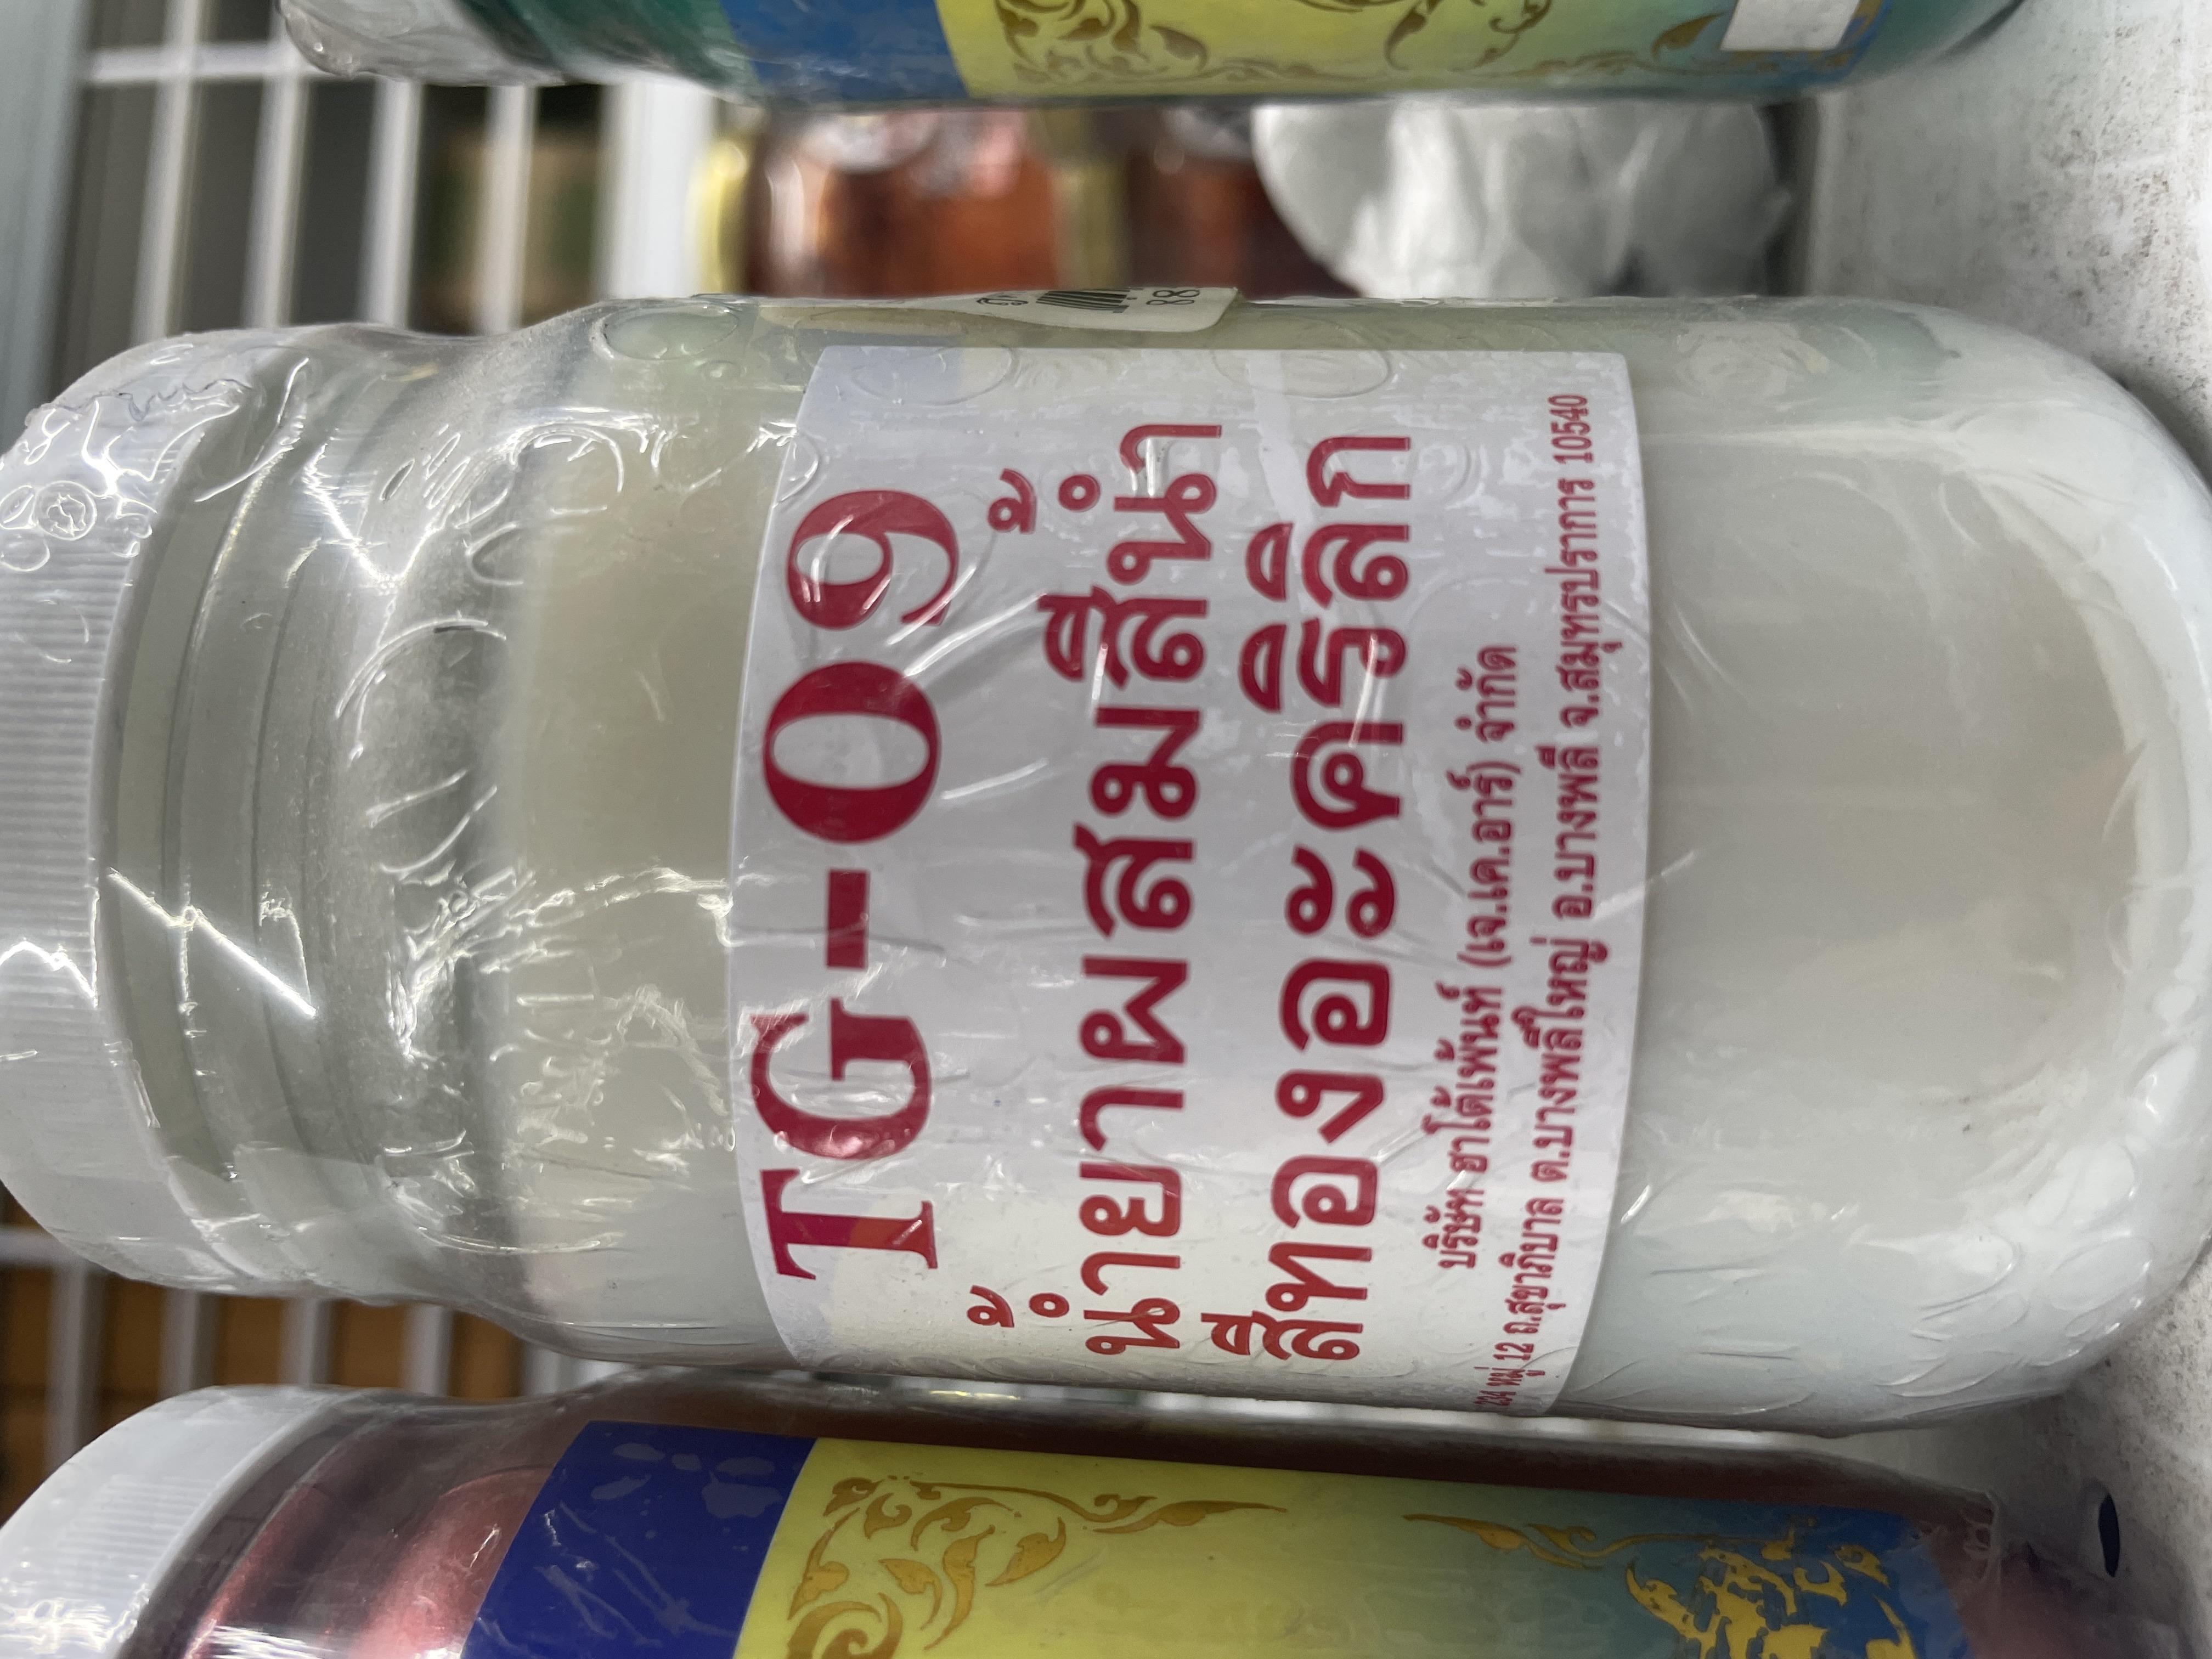 TG-09
น้ำยาผสมสีน้ำ
สีทองอะคริลิก
บริษัท ฮาโต้เพ้นท์ (เจ.เค.อาร์) จำกัด
234 หมู่ 12 ถ.สุขาภิบาล ต.บางพลีใหญ่ อ.บางพลี จ.สมุทรปราการ 10540
88